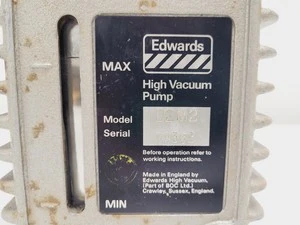 Edwards
MAX
High Vacuum
Pump
Model
Serial
Before operation refer to
working instructions.
Made in England by
Edwards High Vacuum,
(Part of BOC Ltd.)
Crawley, Sussex, England.
MIN